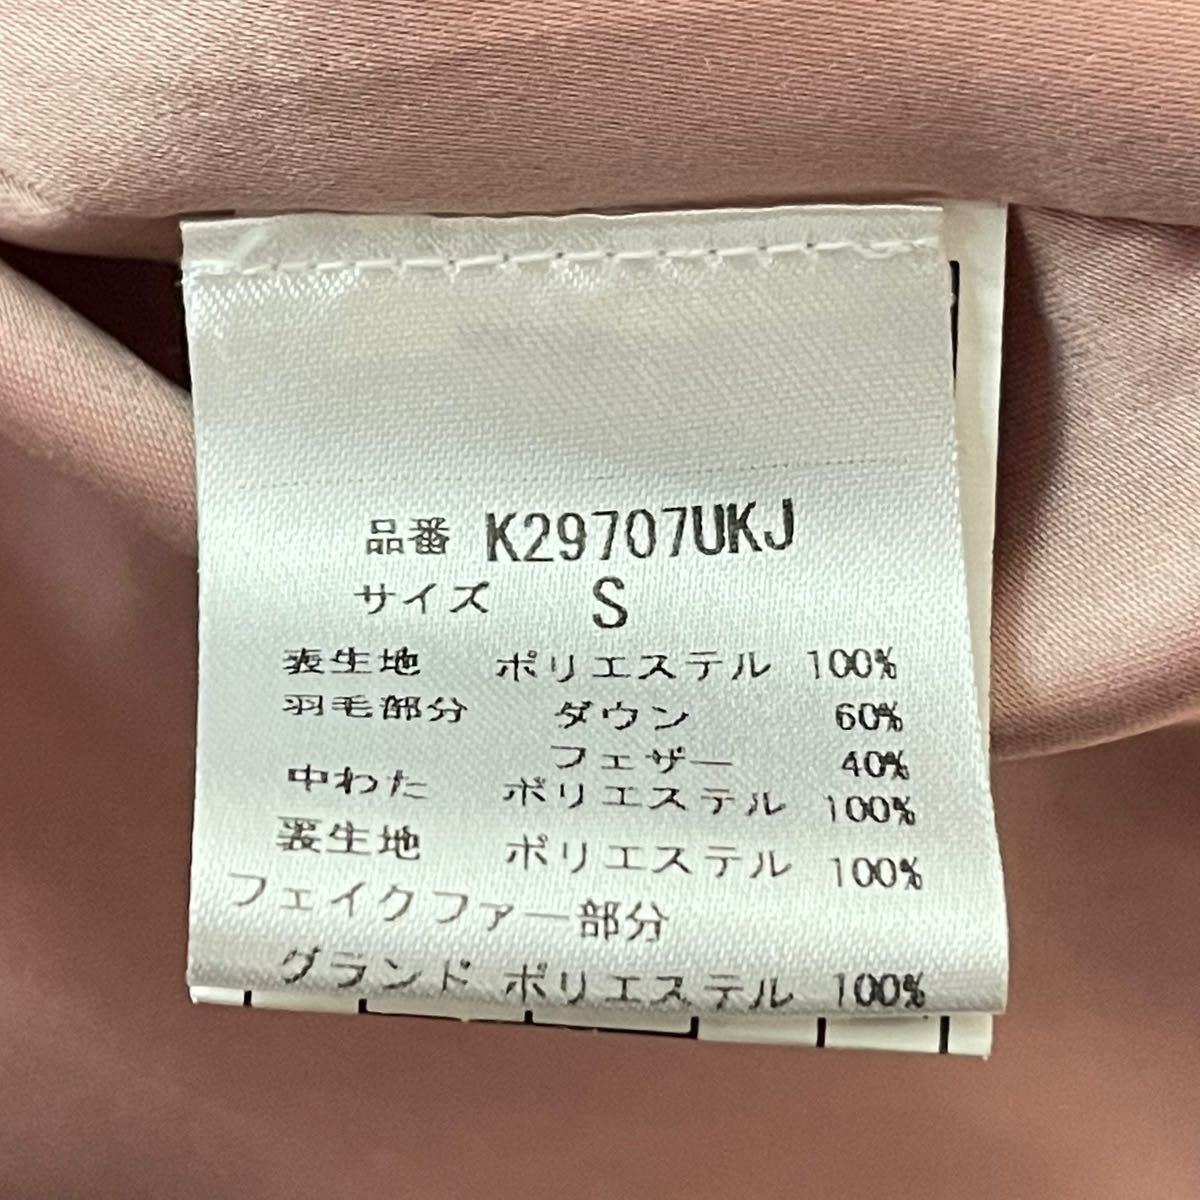 品番 K29707UKJ
サイズ S
表生地 ポリエステル 100%
羽毛部分 ダウン 60%
フェザー 40%
中わた ポリエステル 100%
裏生地 ポリエステル 100%
フェイクファー部分
グランド ポリエステル 100%